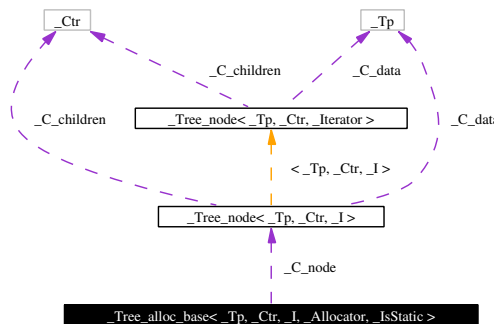 _Ctr
_Tp
_C_children
_C_data
_C_children
_C_data
_Tree_node< _Tp, _Ctr, _Iterator >
< _Tp, _Ctr, _I >
_Tree_node< _Tp, _Ctr, _I >
_C_node
_Tree_alloc_base< _Tp, _Ctr, _I, _Allocator, _IsStatic >